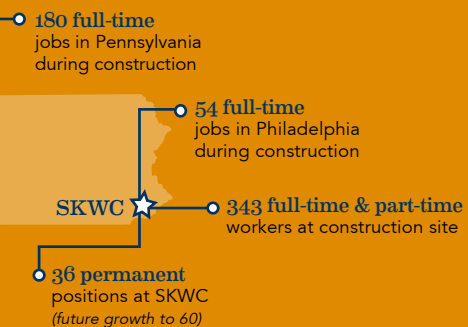 180 full-time
jobs in Pennsylvania
during construction
54 full-time
jobs in Philadelphia
during construction
SKWC
343 full-time & part-time
workers at construction site
36 permanent
positions at SKWC
(future growth to 60)